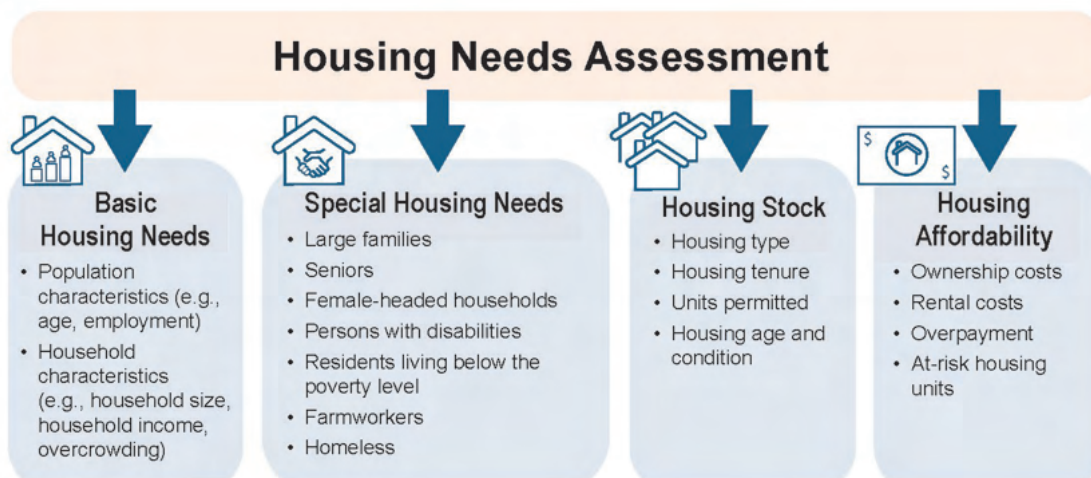 Housing Needs Assessment
Basic
Housing Needs
• Population
characteristics (e.g.,
age, employment)
• Household
characteristics
(e.g., household size,
household income,
overcrowding)
Special Housing Needs
• Large families
• Seniors
• Female-headed households
• Persons with disabilities
• Residents living below the
poverty level
• Farmworkers
• Homeless
Housing Stock
• Housing type
• Housing tenure
• Units permitted
• Housing age and
condition
$
$
Housing
Affordability
• Ownership costs
• Rental costs
• Overpayment
• At-risk housing
units